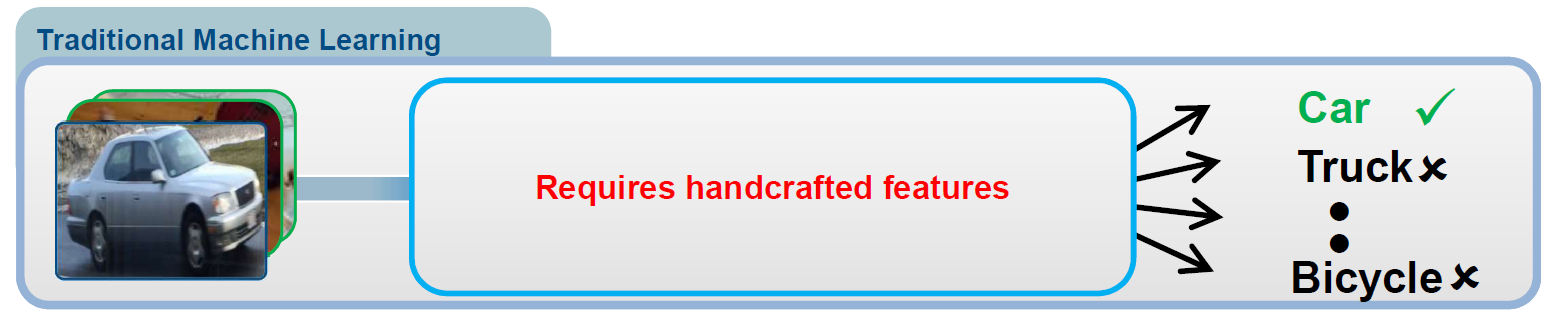 Traditional Machine Learning
Requires handcrafted features
Car ✓
Truck ✘
Bicycle ✘